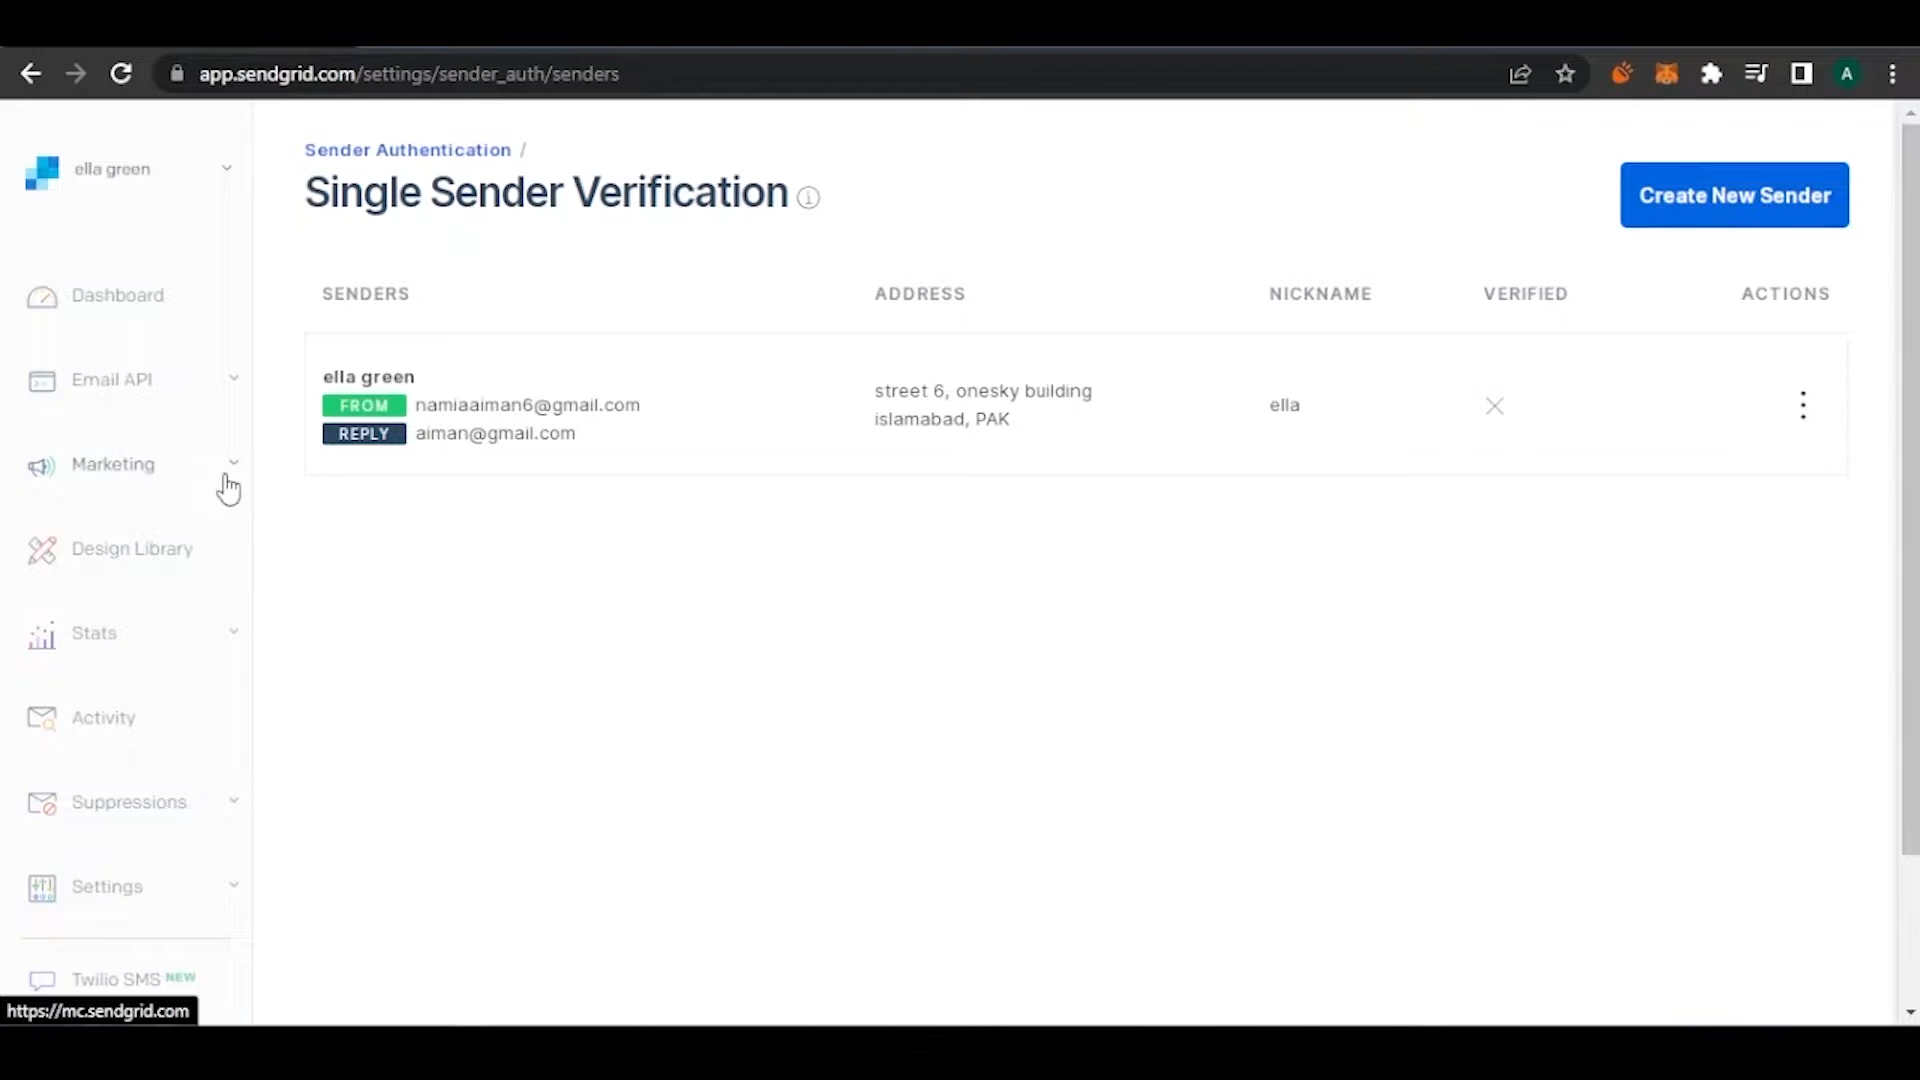 app.sendgrid.com/settings/sender_auth/senders
A
ella green
Dashboard
Email API
Marketing
Design Library
Stats
Activity
Suppressions
Settings
Twilio SMS NEW
https://mc.sendgrid.com
Sender Authentication /
Single Sender Verification
Create New Sender
SENDERS ADDRESS NICKNAME VERIFIED ACTIONS
ella green
FROM namiaaiman6@gmail.com
REPLY aiman@gmail.com
street 6, onesky building
islamabad, PAK
ella